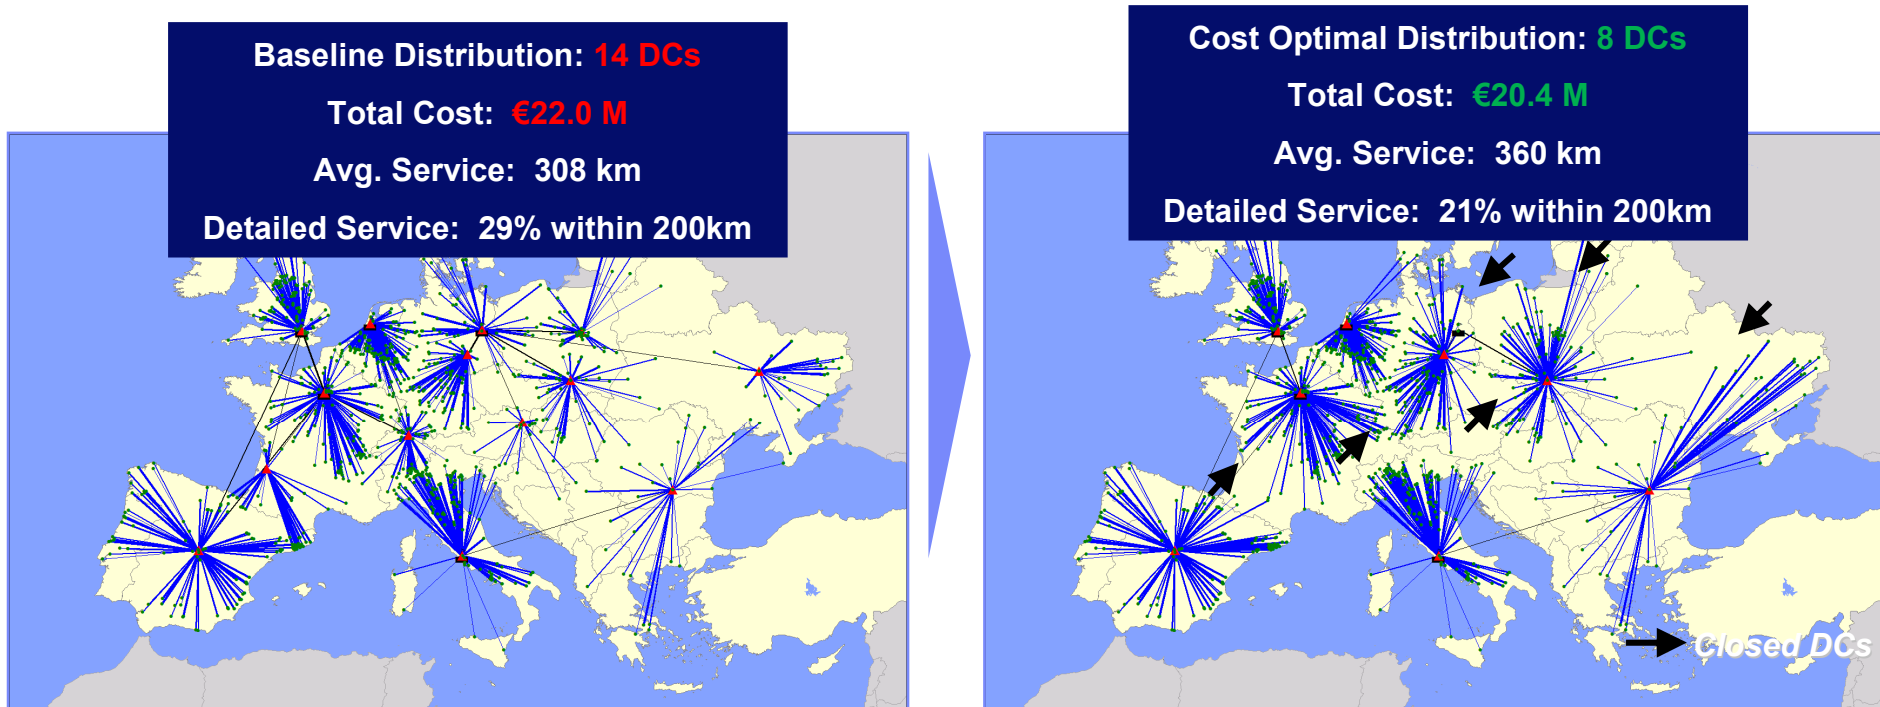 Baseline Distribution: 14 DCs
Total Cost: €22.0 M
Avg. Service: 308 km
Detailed Service: 29% within 200km
Cost Optimal Distribution: 8 DCs
Total Cost: €20.4 M
Avg. Service: 360 km
Detailed Service: 21% within 200km
Closed DCs